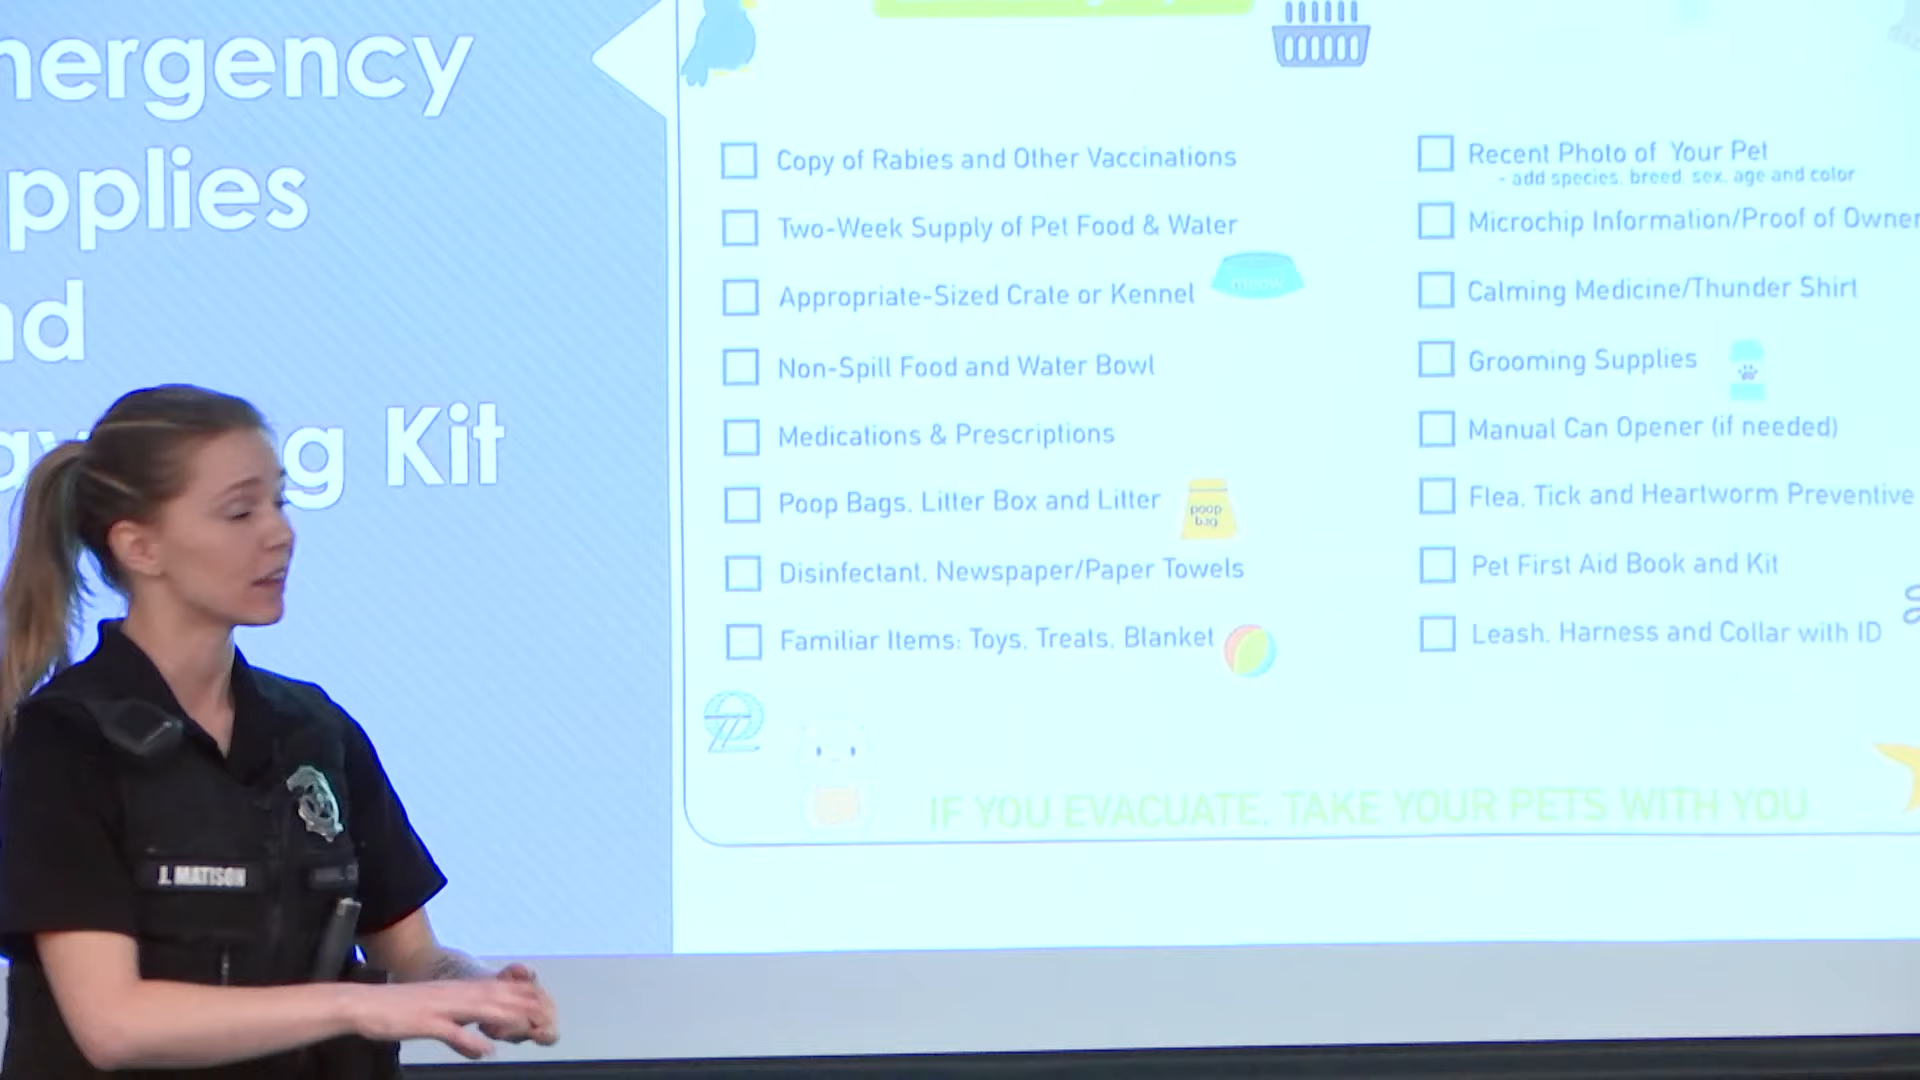 mergency
pplies
nd
g Kit
Copy of Rabies and Other Vaccinations
Two-Week Supply of Pet Food & Water
Appropriate-Sized Crate or Kennel
meow
Non-Spill Food and Water Bowl
Medications & Prescriptions
Poop Bags, Litter Box and Litter
poop
bag
Disinfectant, Newspaper/Paper Towels
Familiar Items: Toys, Treats, Blanket
Recent Photo of Your Pet
- add species, breed, sex, age and color
Microchip Information/Proof of Owner
Calming Medicine/Thunder Shirt
Grooming Supplies
Manual Can Opener (if needed)
Flea, Tick and Heartworm Preventive
Pet First Aid Book and Kit
Leash, Harness and Collar with ID
IF YOU EVACUATE, TAKE YOUR PETS WITH YOU
J. MATISON